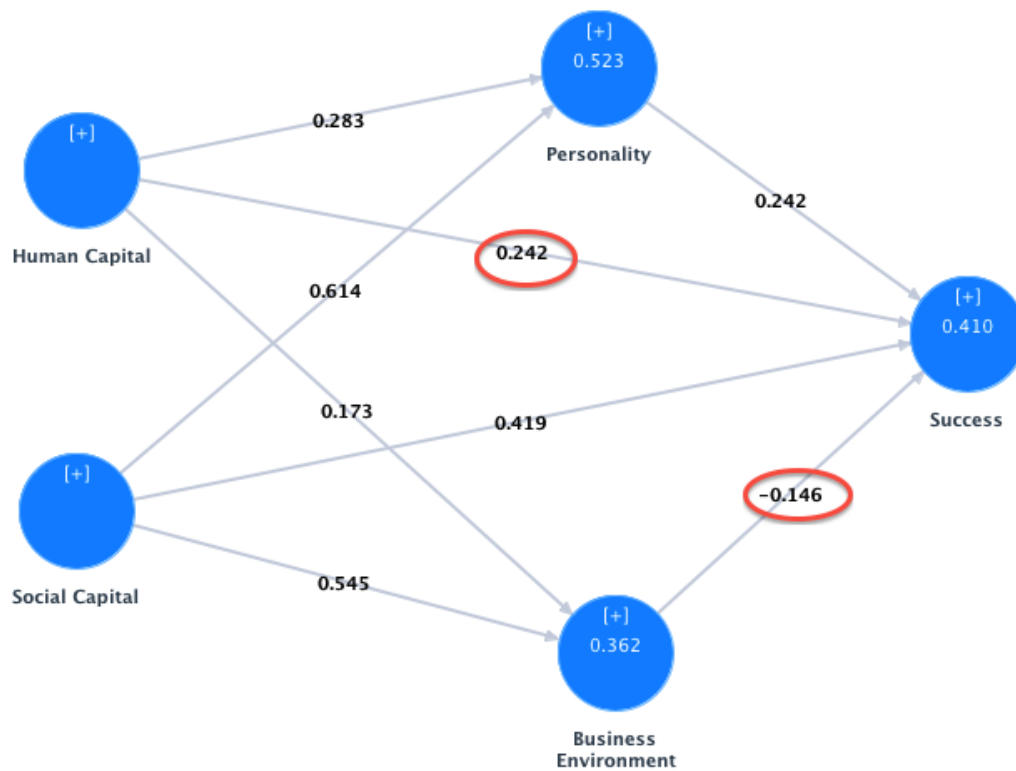 [+]
0.523
Personality
0.283
[+]
Human Capital
0.242
0.242
0.614
[+]
0.410
Success
0.173
0.419
[+]
Social Capital
-0.146
0.545
[+]
0.362
Business
Environment